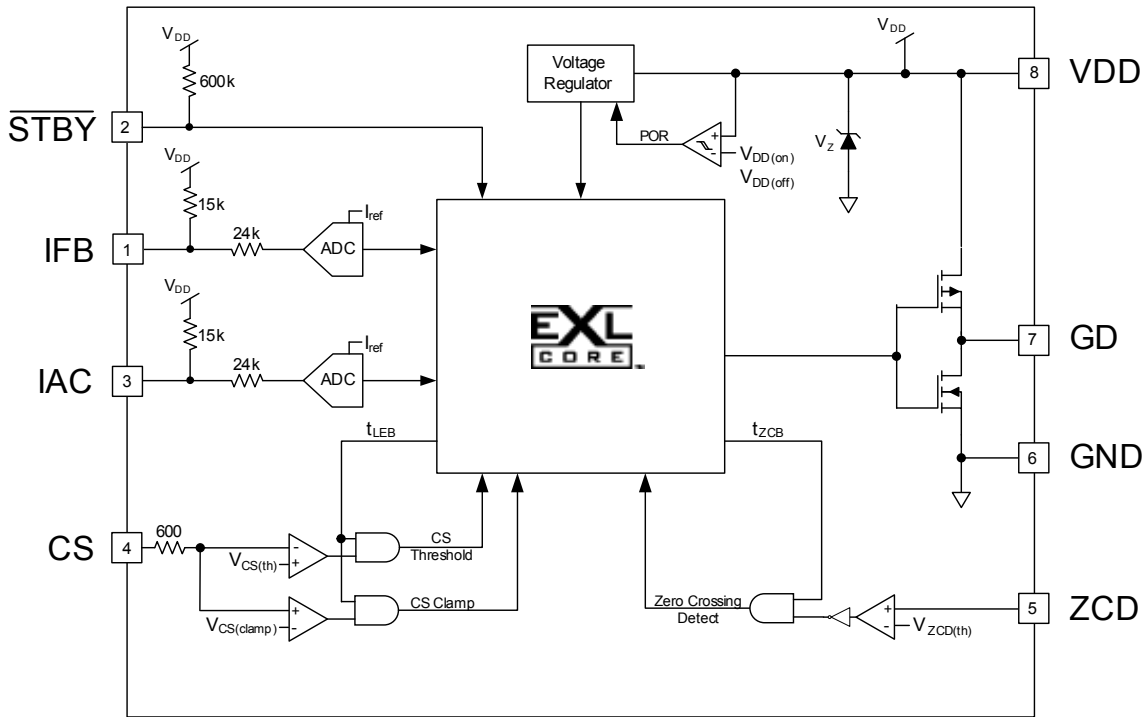 VDD
600k
STBY
2
VDD
15k
IFB
1
24k
Iref
ADC
VDD
15k
IAC
3
24k
Iref
ADC
Voltage
Regulator
POR
+
-
VDD(on)
VDD(off)
VZ
VDD
8
VDD
EXL
CORE
TM
7
GD
6
GND
tLEB
tZCB
CS
4
600
VCS(th)
-
+
CS
Threshold
VCS(clamp)
+
-
CS Clamp
Zero Crossing
Detect
+
-
VZCD(th)
5
ZCD